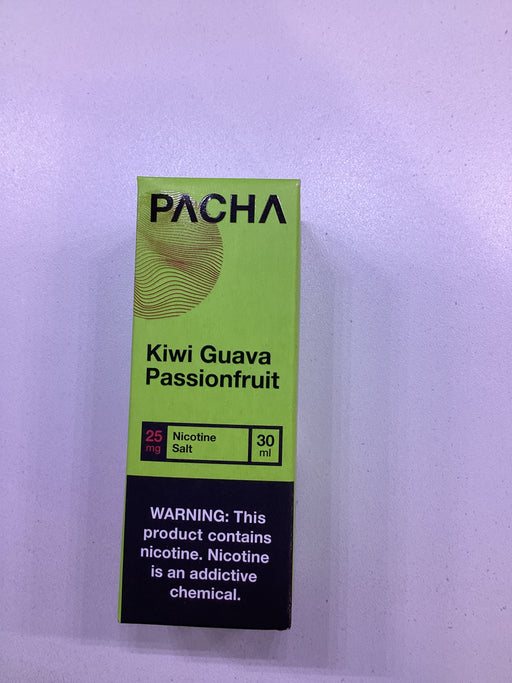 PACHA
Kiwi Guava
Passionfruit
25 mg
Nicotine
Salt
30 ml
WARNING: This
product contains
nicotine. Nicotine
is an addictive
chemical.